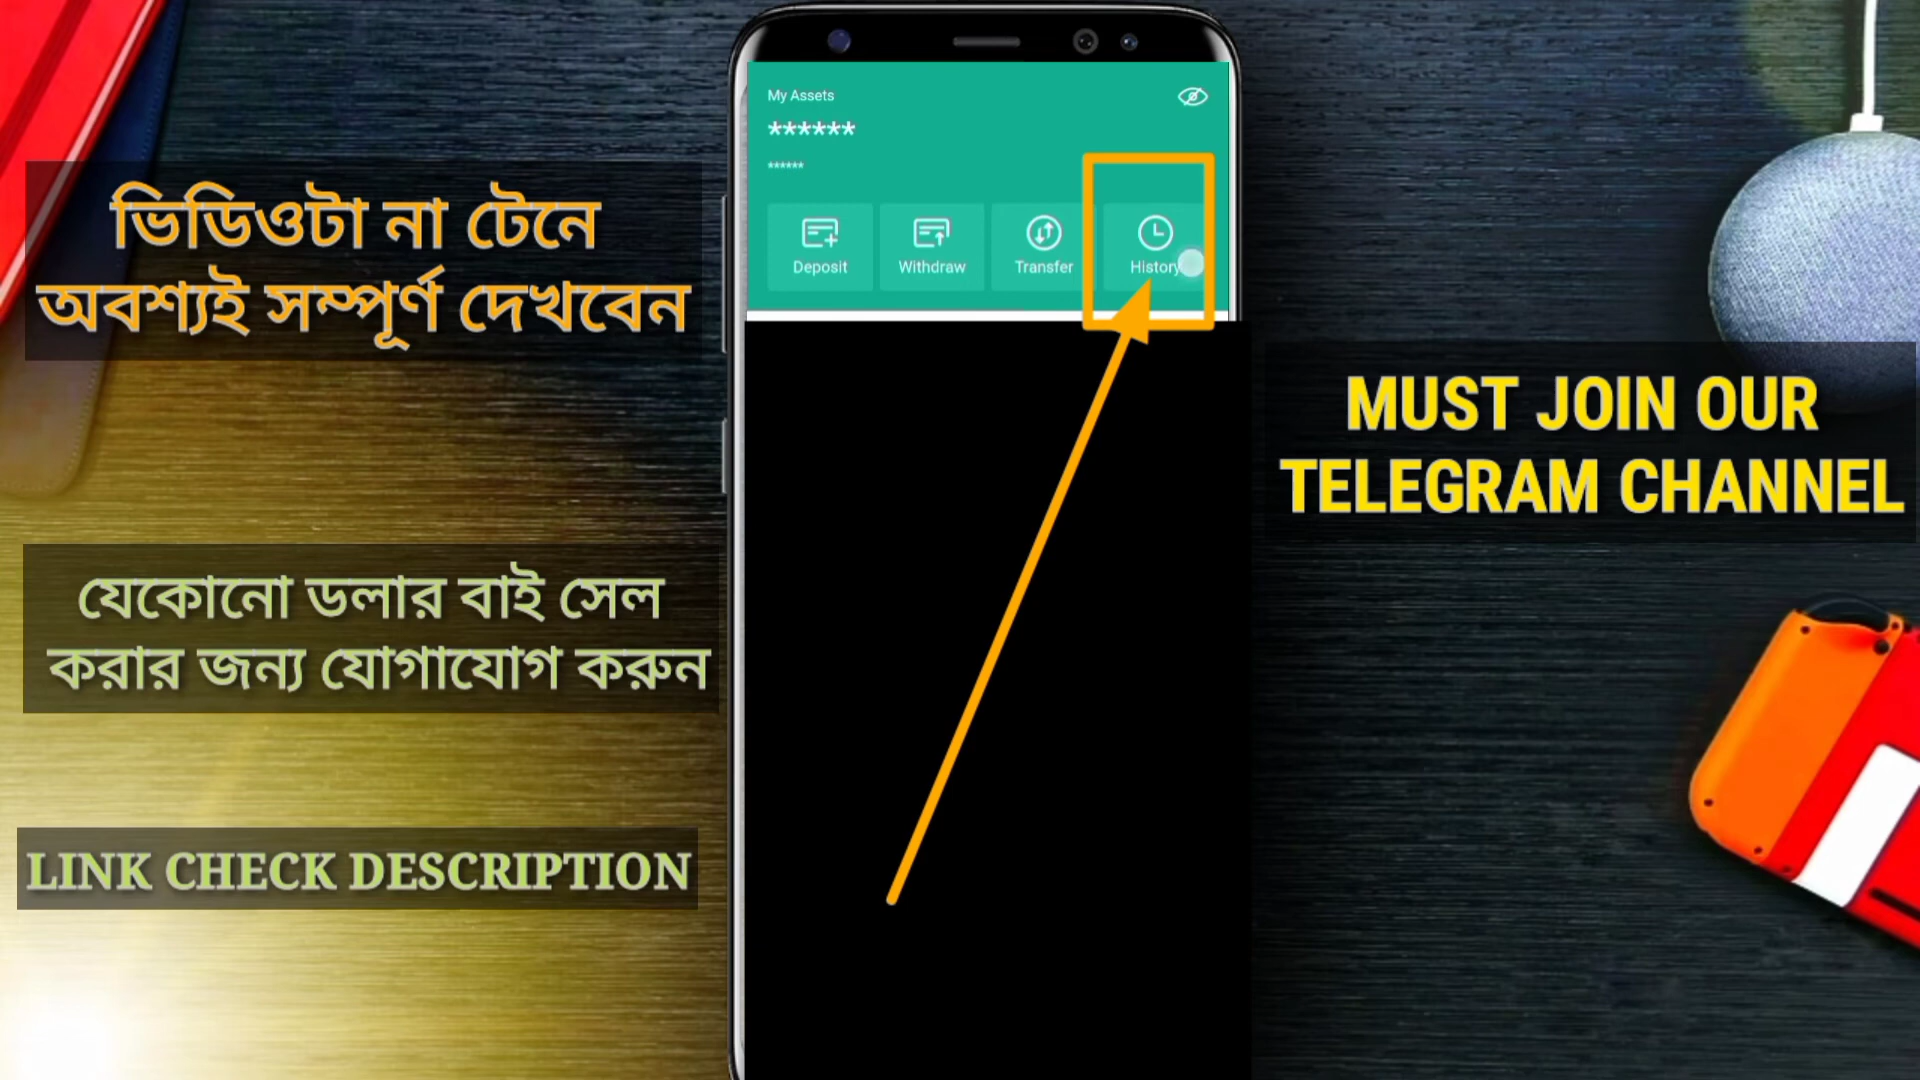 ভিডিওটা না টেনে
অবশ্যই সম্পূর্ণ দেখবেন
যেকোনো ডলার বাই সেল
করার জন্য যোগাযোগ করুন
LINK CHECK DESCRIPTION
My Assets
******
******
Deposit
Withdraw
Transfer
History
MUST JOIN OUR
TELEGRAM CHANNEL